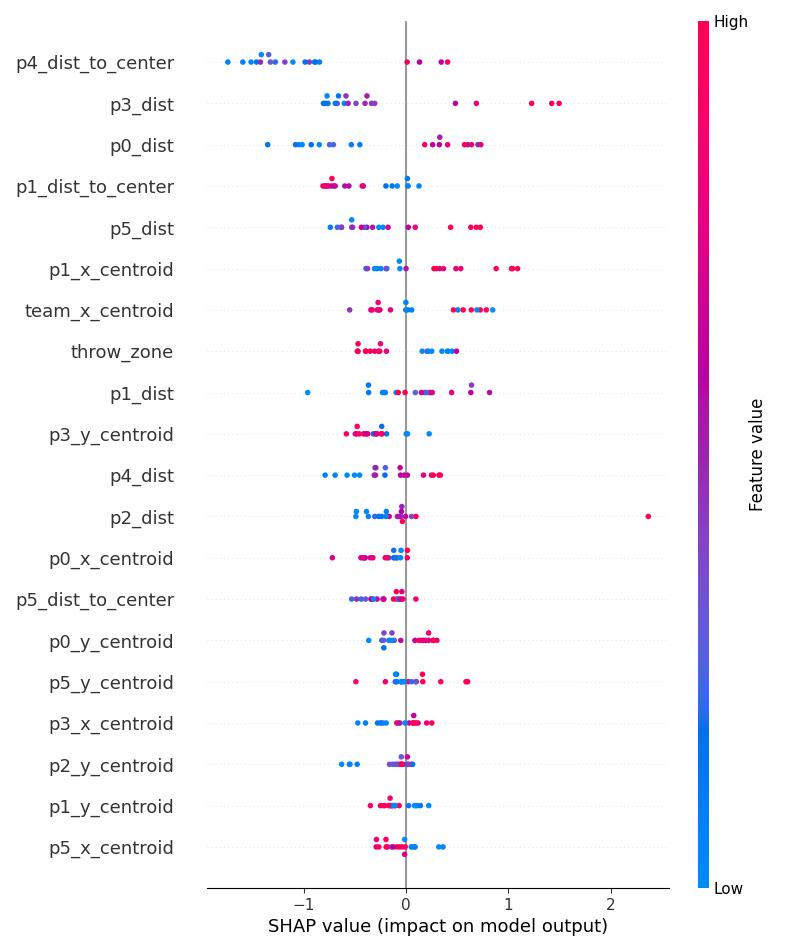 High
p4_dist_to_center
p3_dist
p0_dist
p1_dist_to_center
p5_dist
p1_x_centroid
team_x_centroid
throw_zone
p1_dist
p3_y_centroid
p4_dist
p2_dist
p0_x_centroid
p5_dist_to_center
p0_y_centroid
p5_y_centroid
p3_x_centroid
p2_y_centroid
p1_y_centroid
p5_x_centroid
Feature value
Low
−1 0 1 2
SHAP value (impact on model output)